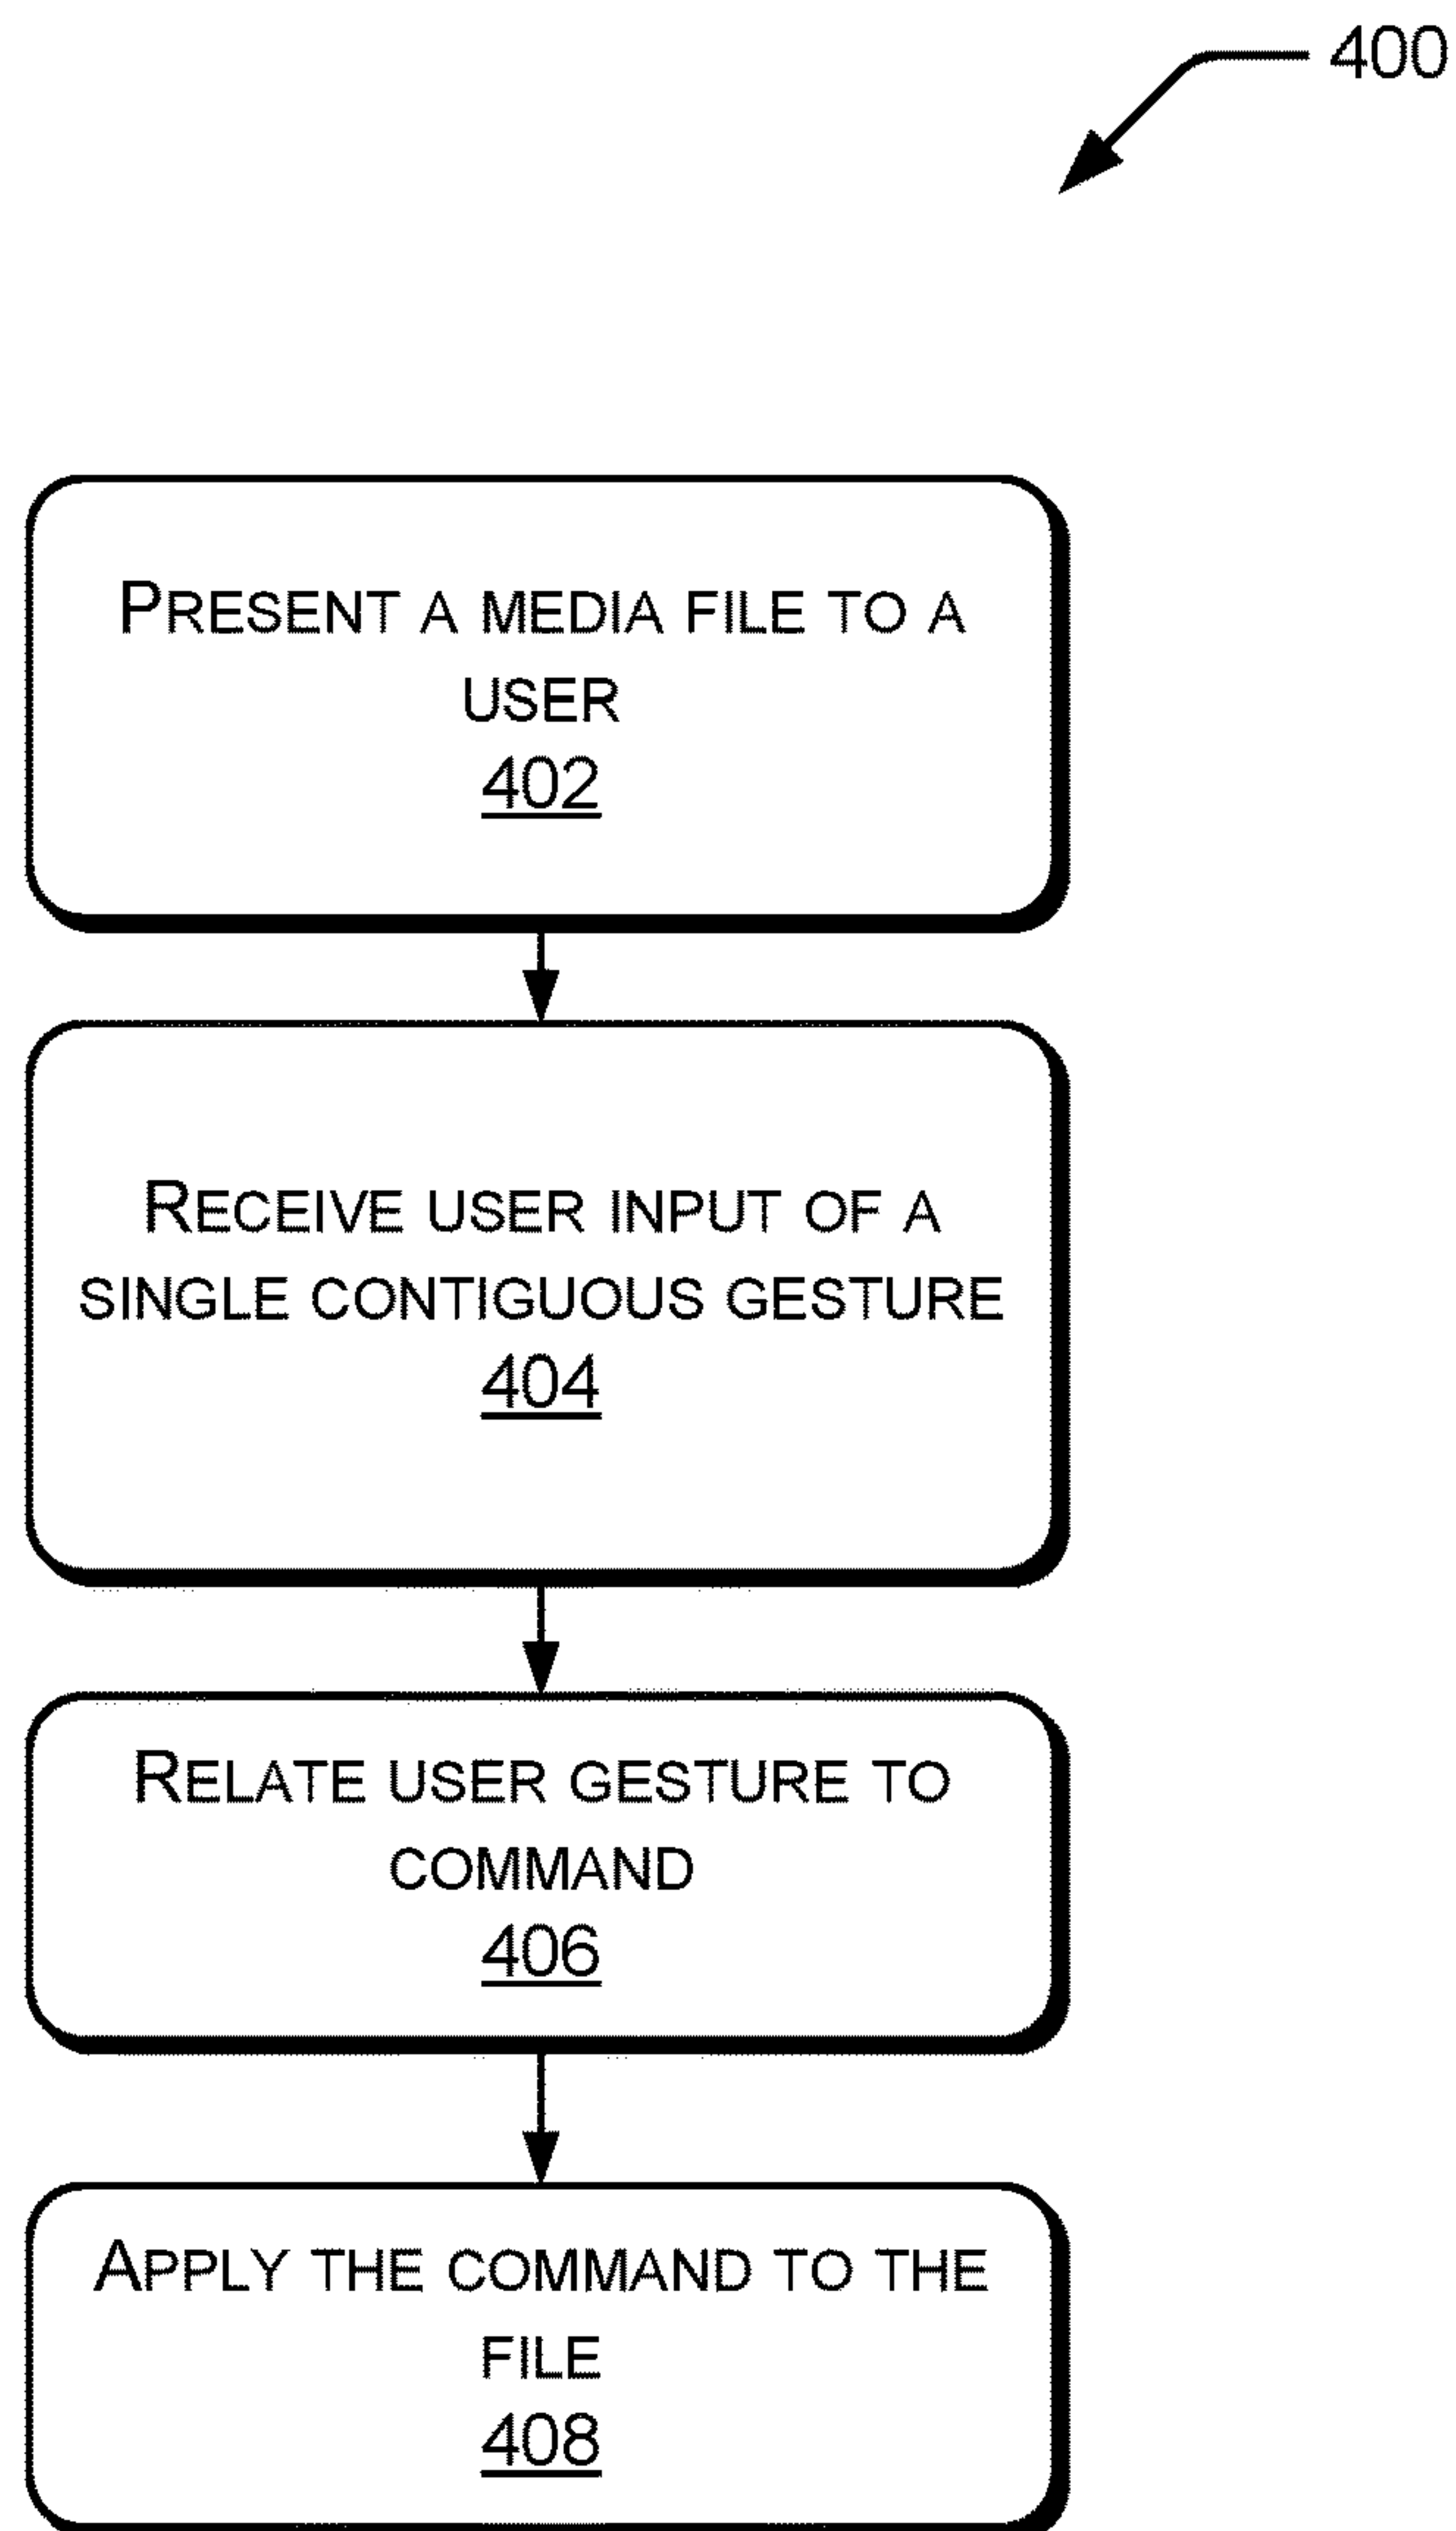 400
PRESENT A MEDIA FILE TO A
USER
402
RECEIVE USER INPUT OF A
SINGLE CONTIGUOUS GESTURE
404
RELATE USER GESTURE TO
COMMAND
406
APPLY THE COMMAND TO THE
FILE
408